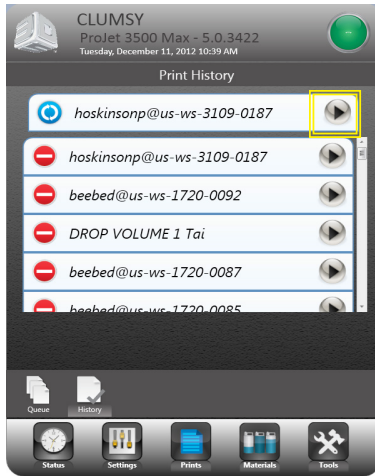 CLUMSY
ProJet 3500 Max - 5.0.3422
Tuesday, December 11, 2012 10:39 AM
Print History
hoskinsonp@us-ws-3109-0187
hoskinsonp@us-ws-3109-0187
beebed@us-ws-1720-0092
DROP VOLUME 1 Tai
beebed@us-ws-1720-0087
beebed@us-ws-1720-0085
Queue History
Status Settings Prints Materials Tools